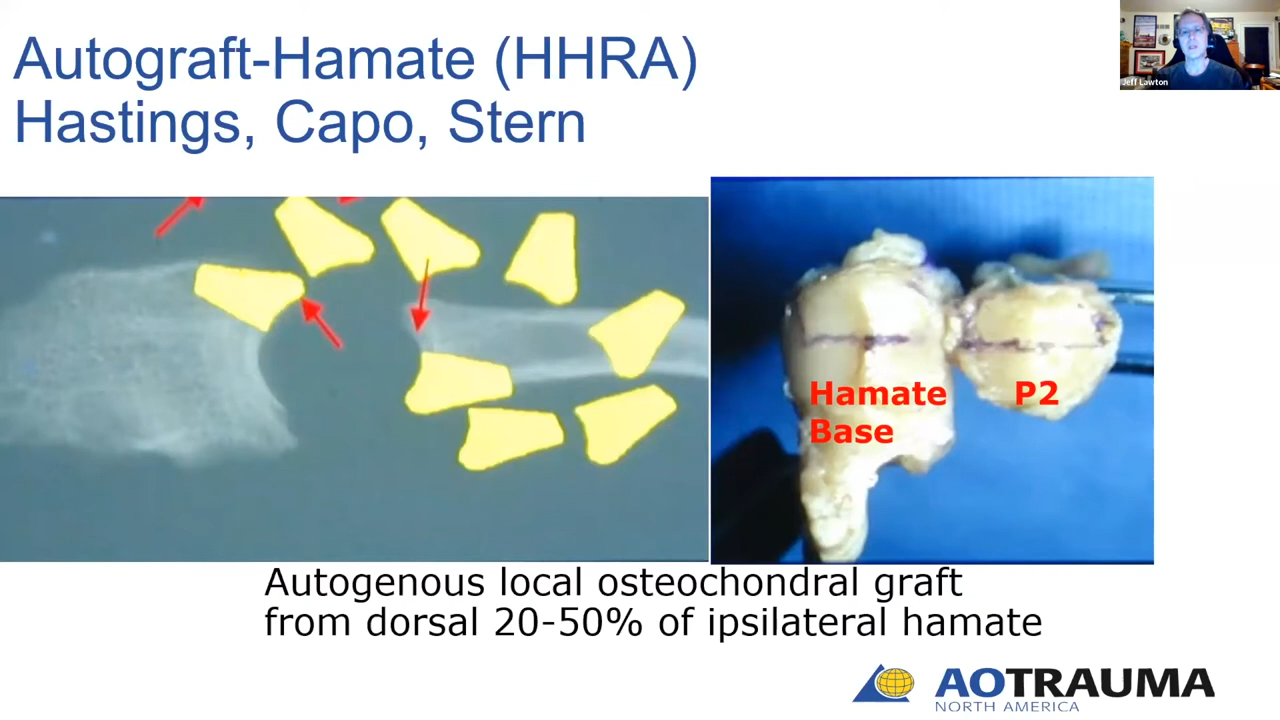 Autograft-Hamate (HHRA)
Hastings, Capo, Stern
Jeff Lawton
Hamate
Base
P2
Autogenous local osteochondral graft
from dorsal 20-50% of ipsilateral hamate
AOTRAUMA
NORTH AMERICA